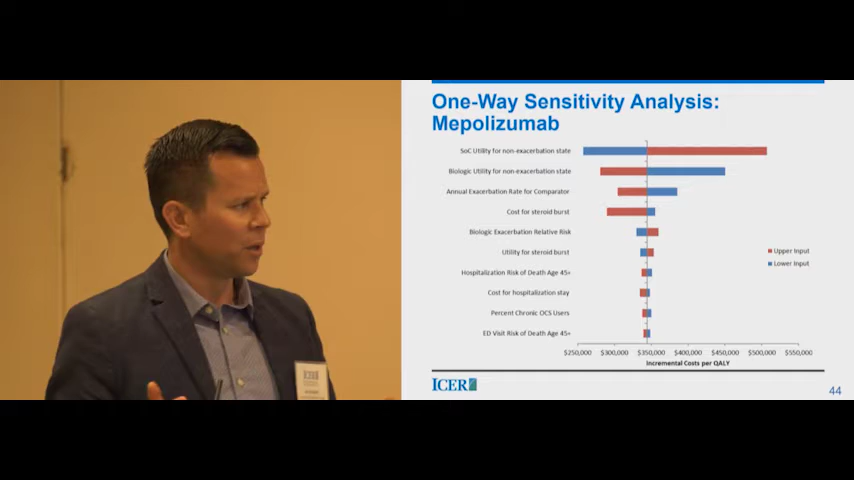 One-Way Sensitivity Analysis:
Mepolizumab
SoC Utility for non-exacerbation state
Biologic Utility for non-exacerbation state
Annual Exacerbation Rate for Comparator
Cost for steroid burst
Biologic Exacerbation Relative Risk
Utility for steroid burst
Hospitalization Risk of Death Age 45+
Cost for hospitalization stay
Percent Chronic OCS Users
ED Visit Risk of Death Age 45+
Upper Input
Lower Input
$250,000 $300,000 $350,000 $400,000 $450,000 $500,000 $550,000
Incremental Costs per QALY
ICER
44
ICER